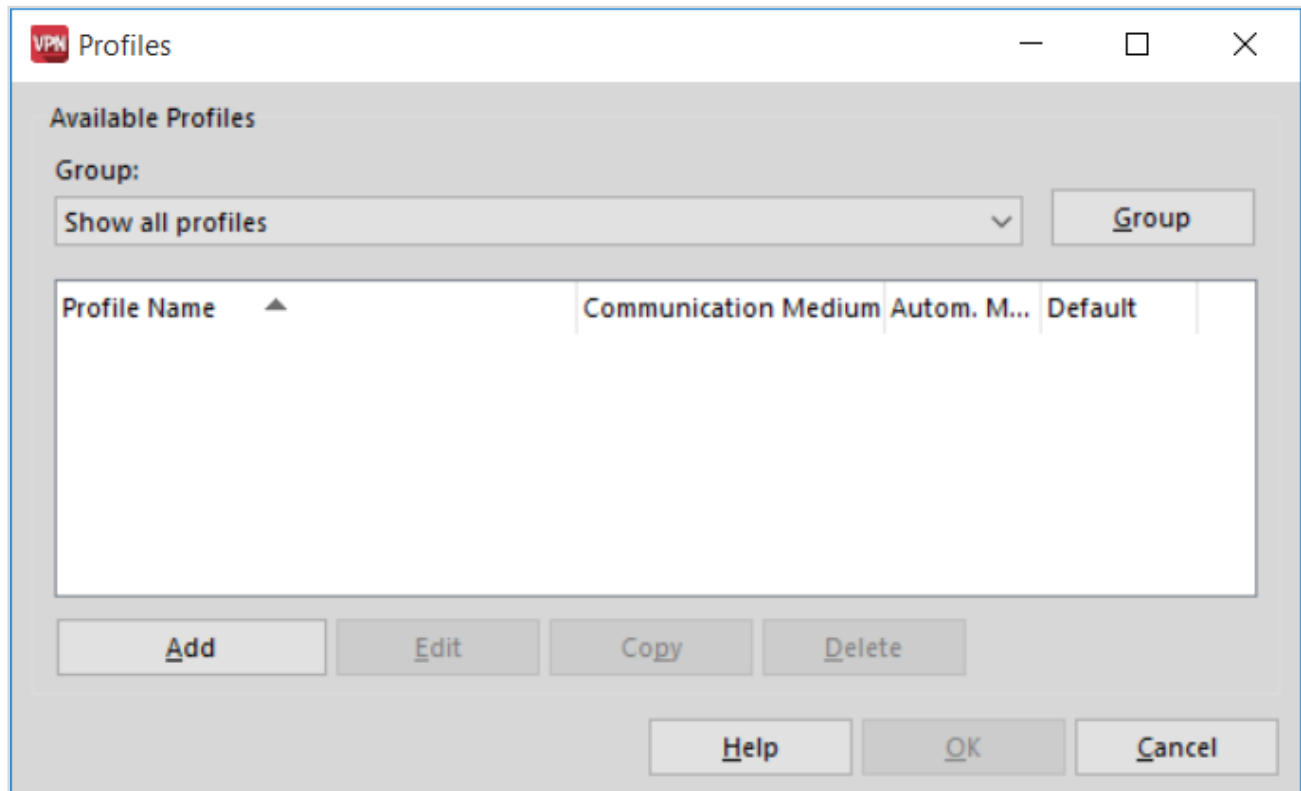 VPN Profiles
Available Profiles
Group:
Show all profiles Group
Profile Name Communication Medium Autom. M... Default
Add Edit Copy Delete
Help OK Cancel